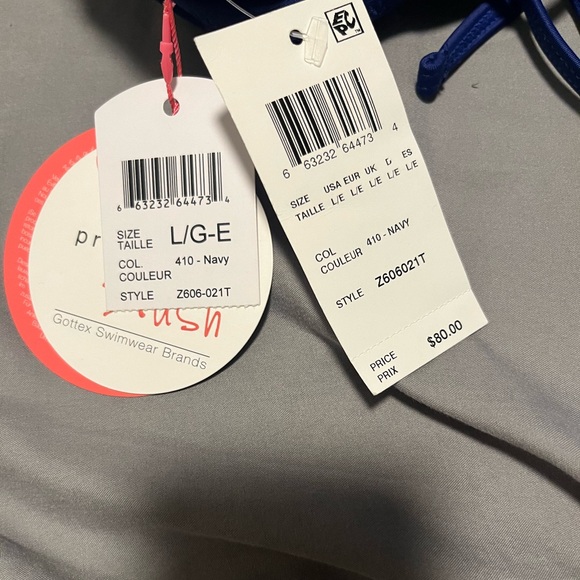 6 63232 64473 4
SIZE
TAILLE L/G-E
COL.
COULEUR 410 - Navy
STYLE Z606-021T
Gottex Swimwear Brands
6 63232 64473 4
SIZE USA EUR UK D ES
TAILLE L/E L/E L/E L/E L/E
COL
COULEUR 410 - NAVY
STYLE Z606021T
PRICE
PRIX $80.00